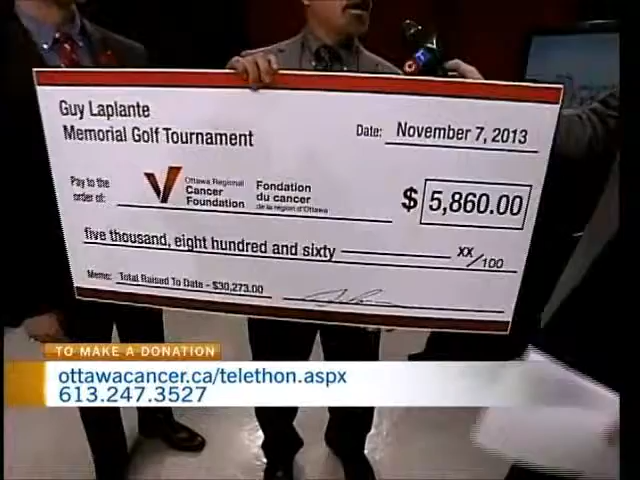 Guy Laplante
Memorial Golf Tournament
Date: November 7, 2013
Pay to the
order of:
Ottawa Regional
Cancer
Foundation
Fondation
du cancer
de la région d'Ottawa
$ 5,860.00
five thousand, eight hundred and sixty xx/100
Memo: Total Raised To Date - $30,273.00
TO MAKE A DONATION
ottawacancer.ca/telethon.aspx
613.247.3527